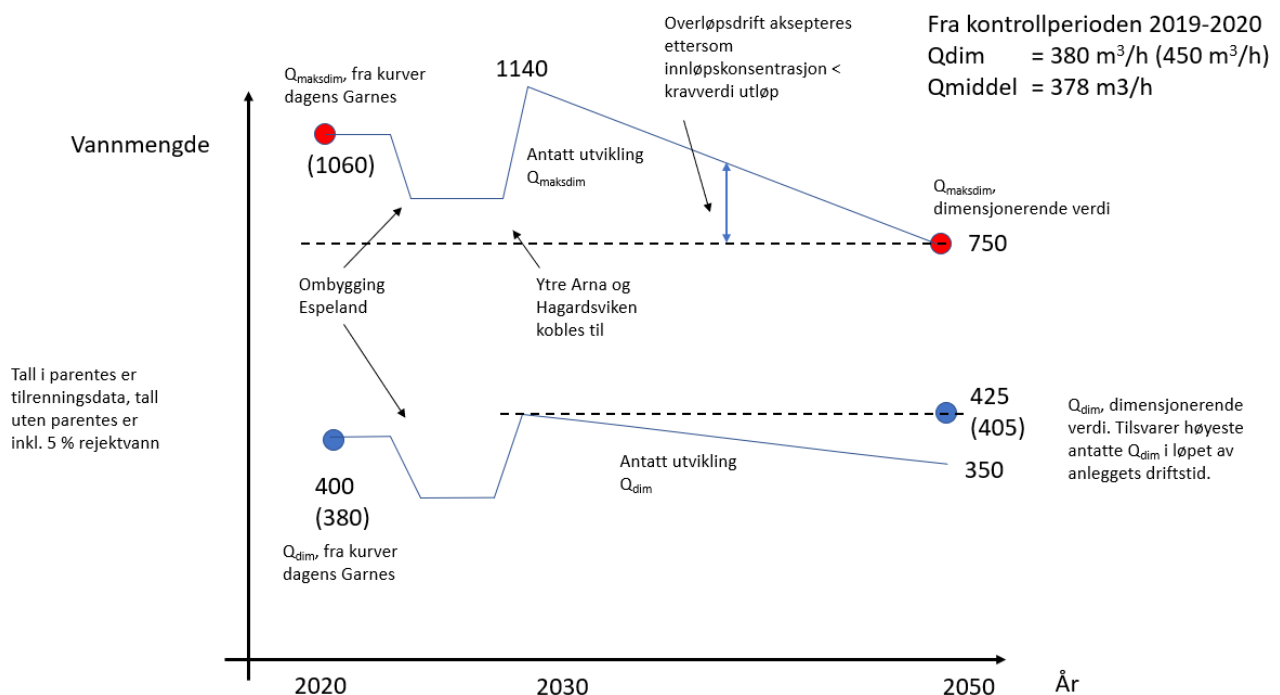 Fra kontrollperioden 2019-2020
Qdim = 380 m³/h (450 m³/h)
Qmiddel = 378 m3/h
Overløpsdrift aksepteres
ettersom
innløpskonsentrasjon <
kravverdi utløp
Qmaksdim, fra kurver
dagens Garnes
1140
Vannmengde
(1060)
Antatt utvikling
Qmaksdim
Qmaksdim,
dimensjonerende verdi
750
Ombygging
Espeland
Ytre Arna og
Hagardsviken
kobles til
Tall i parentes er
tilrenningsdata, tall
uten parentes er
inkl. 5 % rejektvann
425
(405)
Qdim, dimensjonerende
verdi. Tilsvarer høyeste
antatte Qdim i løpet av
anleggets driftstid.
Antatt utvikling
Qdim
350
400
(380)
Qdim, fra kurver
dagens Garnes
2020
2030
2050
År